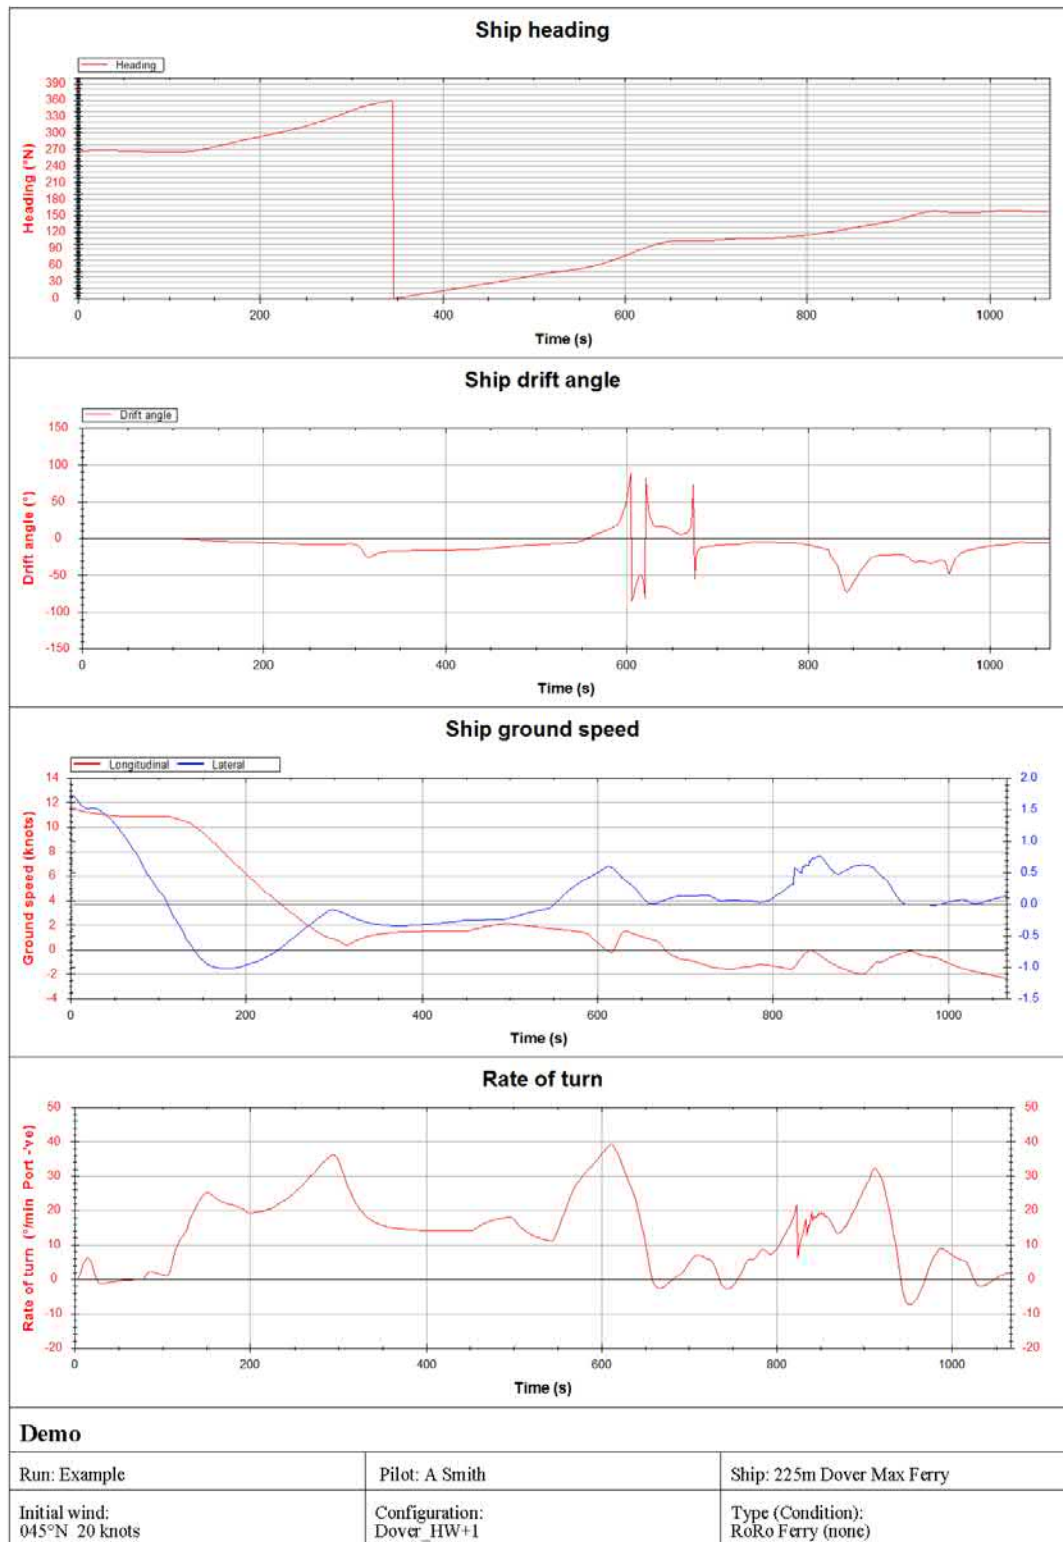 Ship heading
Heading
390
360
330
300
270
240
210
180
150
120
90
60
30
0
Heading (°N)
0 200 400 600 800 1000
Time (s)
Ship drift angle
Drift angle
150
100
50
0
-50
-100
-150
Drift angle (°)
0 200 400 600 800 1000
Time (s)
Ship ground speed
Longitudinal Lateral
14 2.0
12 1.5
10 1.0
8
6 0.5
4 0.0
2 -0.5
0
-2 -1.0
-4 -1.5
Ground speed (knots)
0 200 400 600 800 1000
Time (s)
Rate of turn
50 50
40 40
30 30
20 20
10 10
0 0
-10 -10
-20 -20
Rate of turn (°/min Port -'ve)
0 200 400 600 800 1000
Time (s)
Demo
Run: Example Pilot: A Smith Ship: 225m Dover Max Ferry
Initial wind: Configuration: Type (Condition):
045°N 20 knots Dover_HW+1 RoRo Ferry (none)